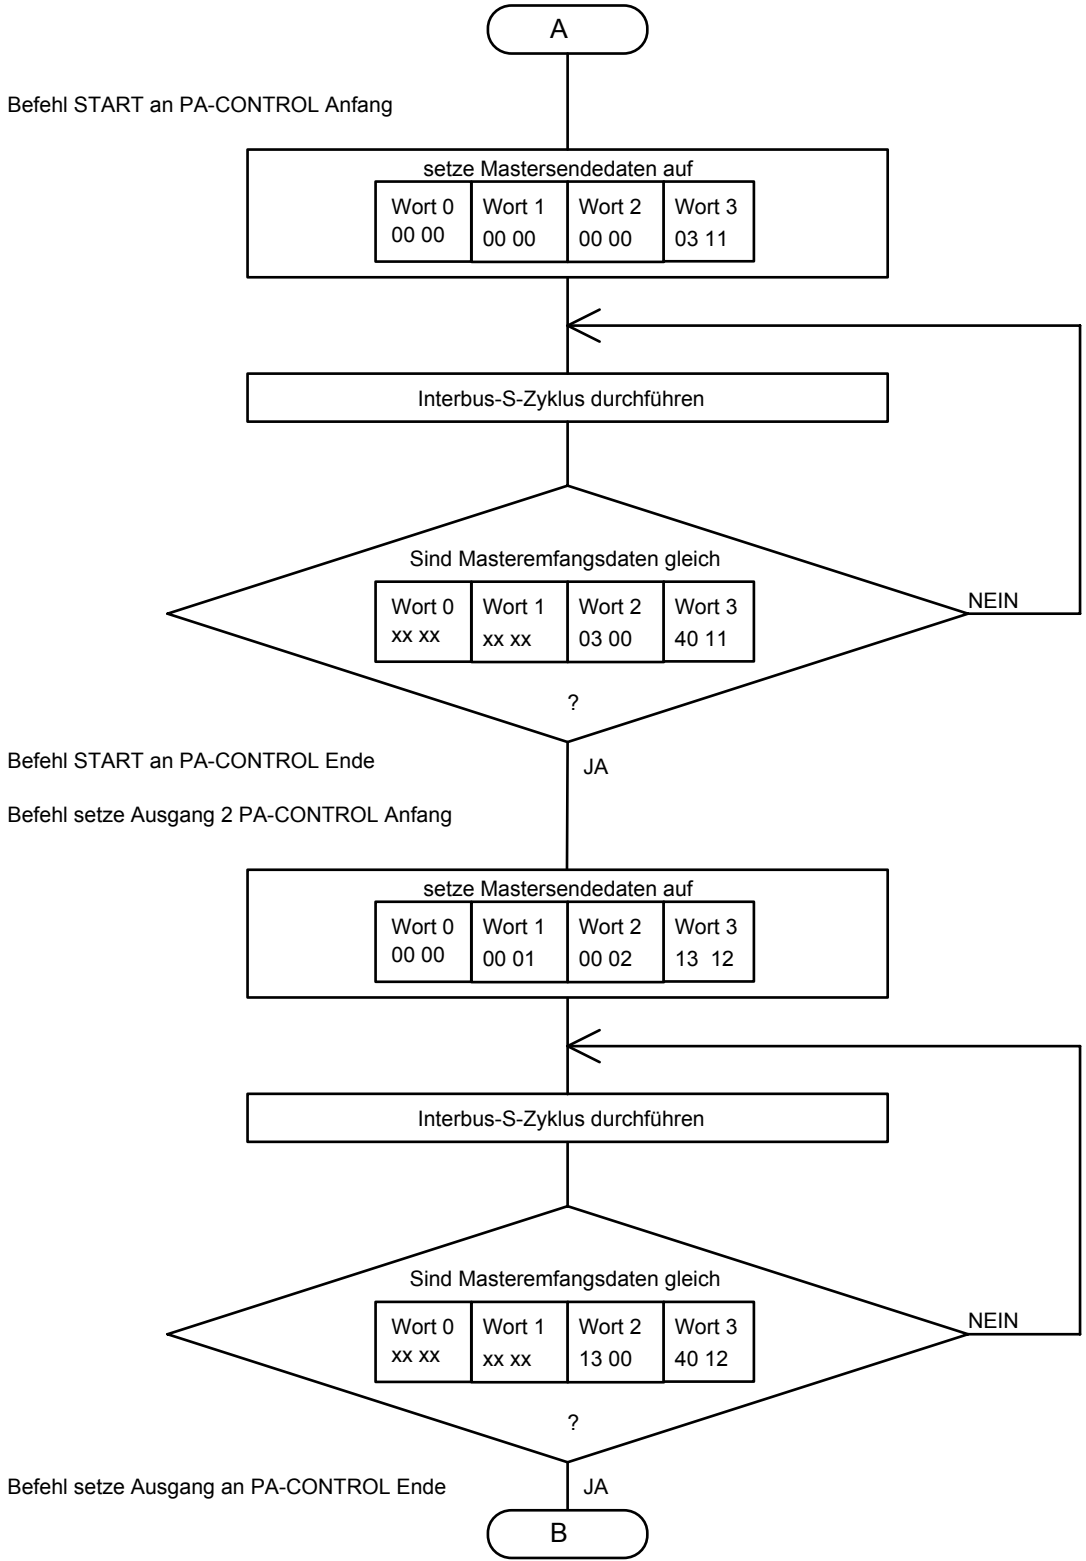 A
Befehl START an PA-CONTROL Anfang
setze Mastersendedaten auf
Wort 0 Wort 1 Wort 2 Wort 3
00 00 00 00 00 00 03 11
Interbus-S-Zyklus durchführen
Sind Masteremfangsdaten gleich
Wort 0 Wort 1 Wort 2 Wort 3
xx xx xx xx 03 00 40 11
NEIN
?
Befehl START an PA-CONTROL Ende
JA
Befehl setze Ausgang 2 PA-CONTROL Anfang
setze Mastersendedaten auf
Wort 0 Wort 1 Wort 2 Wort 3
00 00 00 01 00 02 13 12
Interbus-S-Zyklus durchführen
Sind Masteremfangsdaten gleich
Wort 0 Wort 1 Wort 2 Wort 3
xx xx xx xx 13 00 40 12
NEIN
?
Befehl setze Ausgang an PA-CONTROL Ende
JA
B